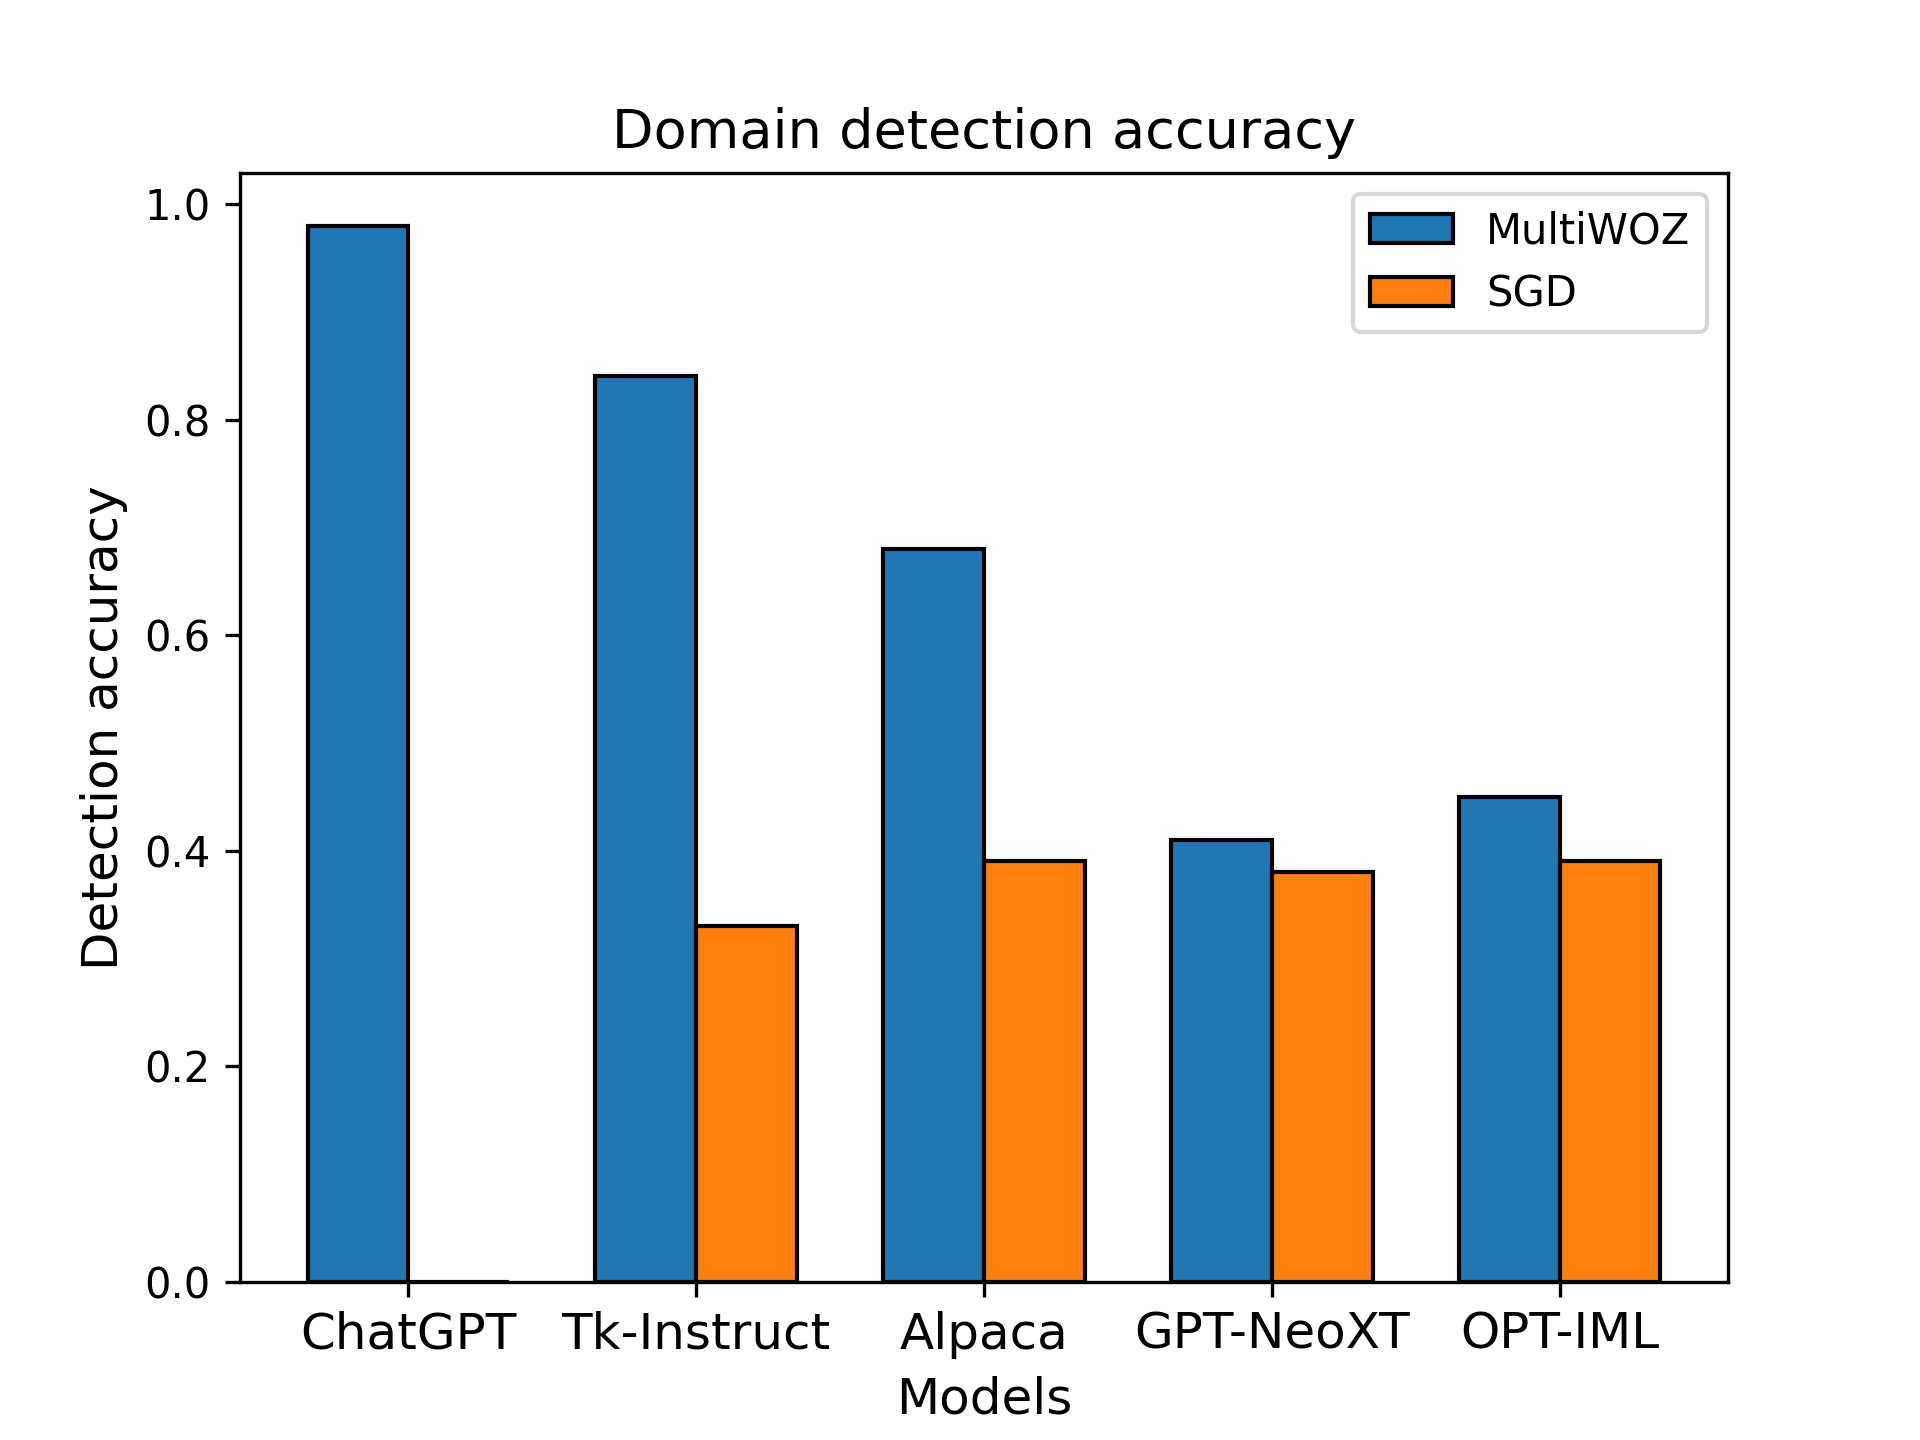 Domain detection accuracy
1.0
0.8
0.6
0.4
0.2
0.0
Detection accuracy
MultiWOZ
SGD
ChatGPT Tk-Instruct Alpaca GPT-NeoXT OPT-IML
Models